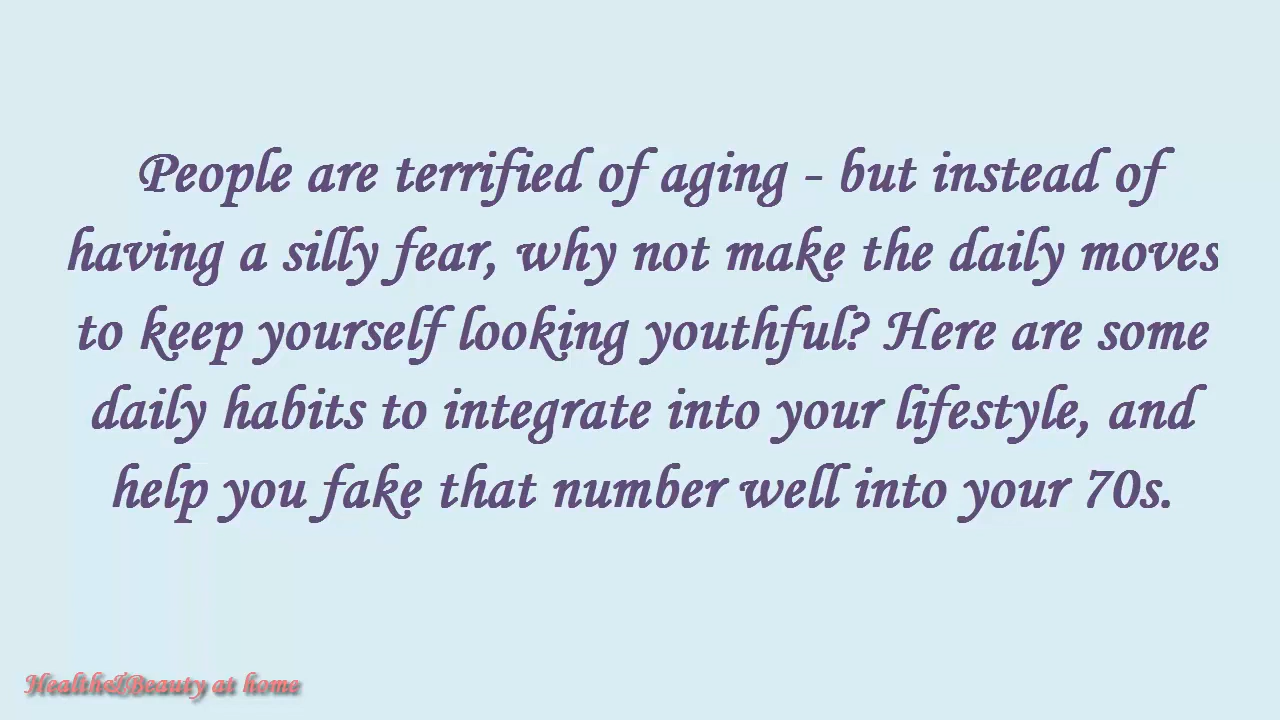 People are terrified of aging - but instead of
having a silly fear, why not make the daily moves
to keep yourself looking youthful? Here are some
daily habits to integrate into your lifestyle, and
help you fake that number well into your 70s.
Health&Beauty at home